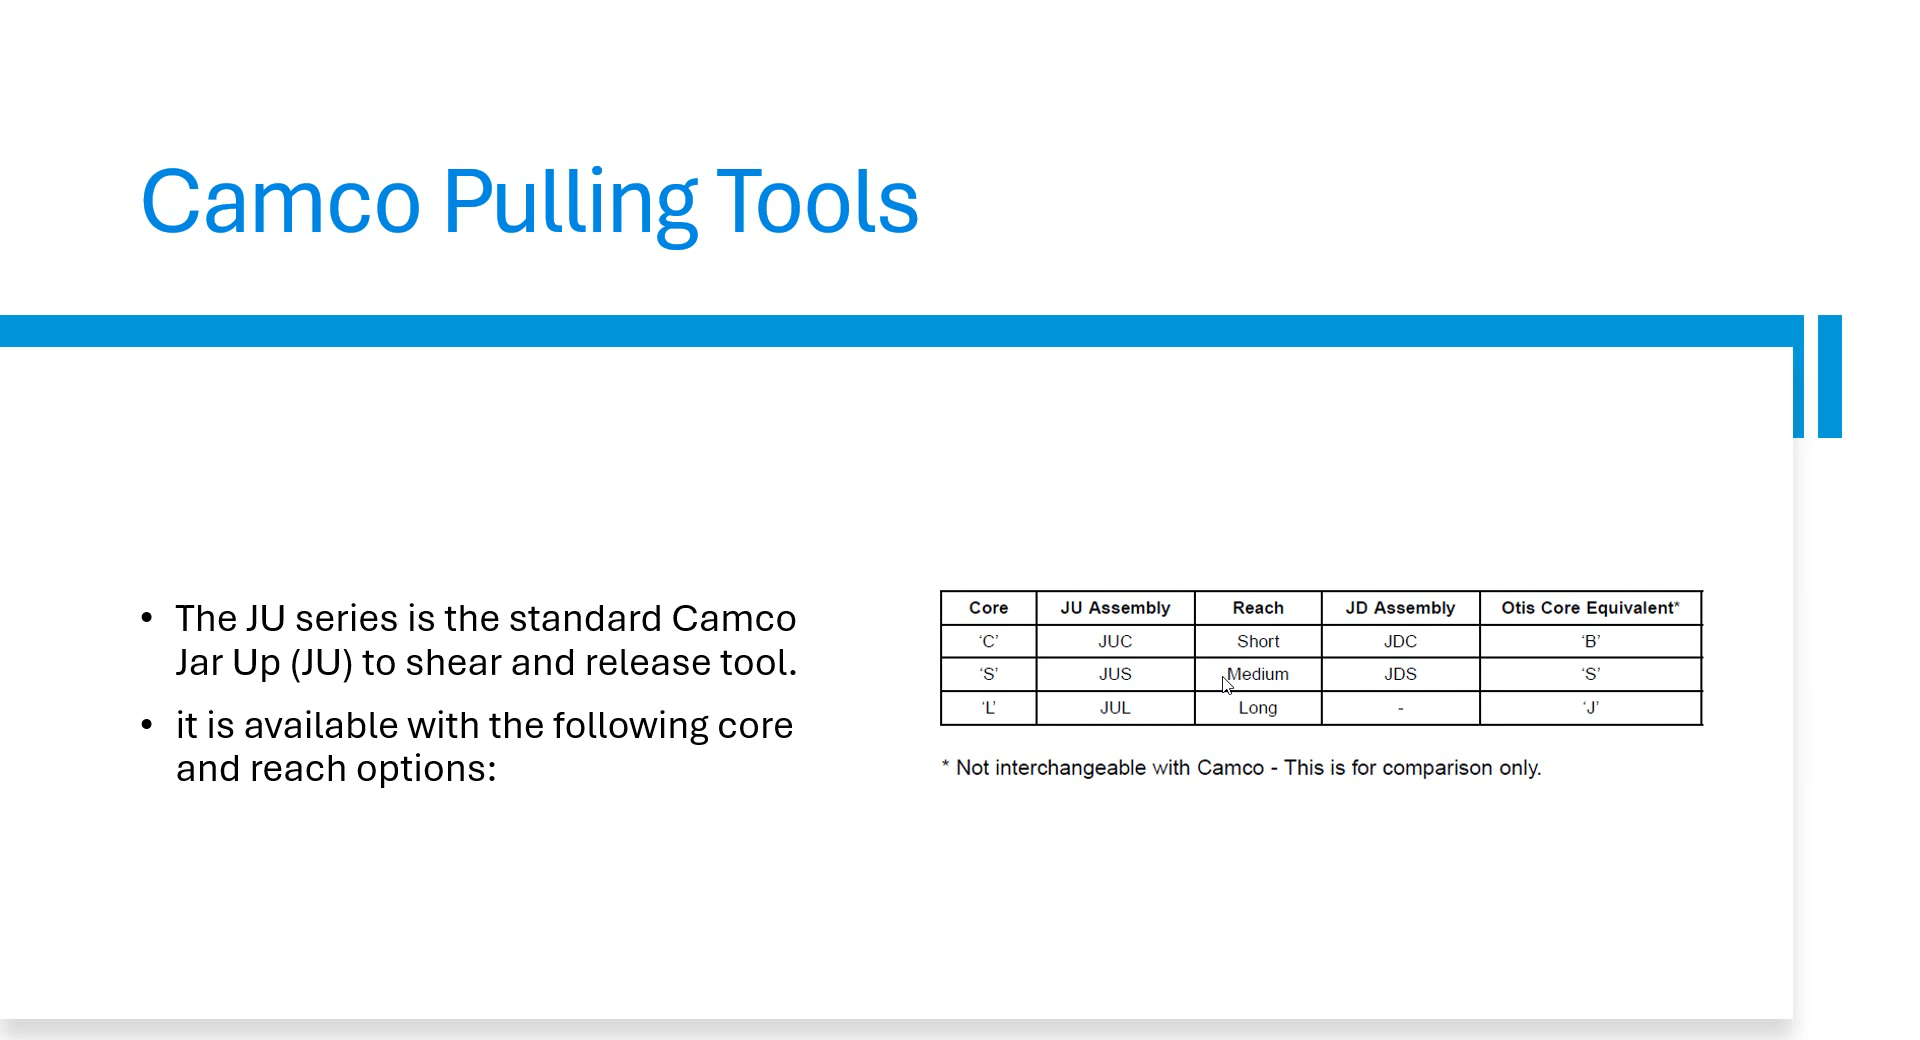 Camco Pulling Tools
• The JU series is the standard Camco
Jar Up (JU) to shear and release tool.
• it is available with the following core
and reach options:
Core JU Assembly Reach JD Assembly Otis Core Equivalent*
‘C’ JUC Short JDC ‘B’
‘S’ JUS Medium JDS ‘S’
‘L’ JUL Long - ‘J’
* Not interchangeable with Camco - This is for comparison only.